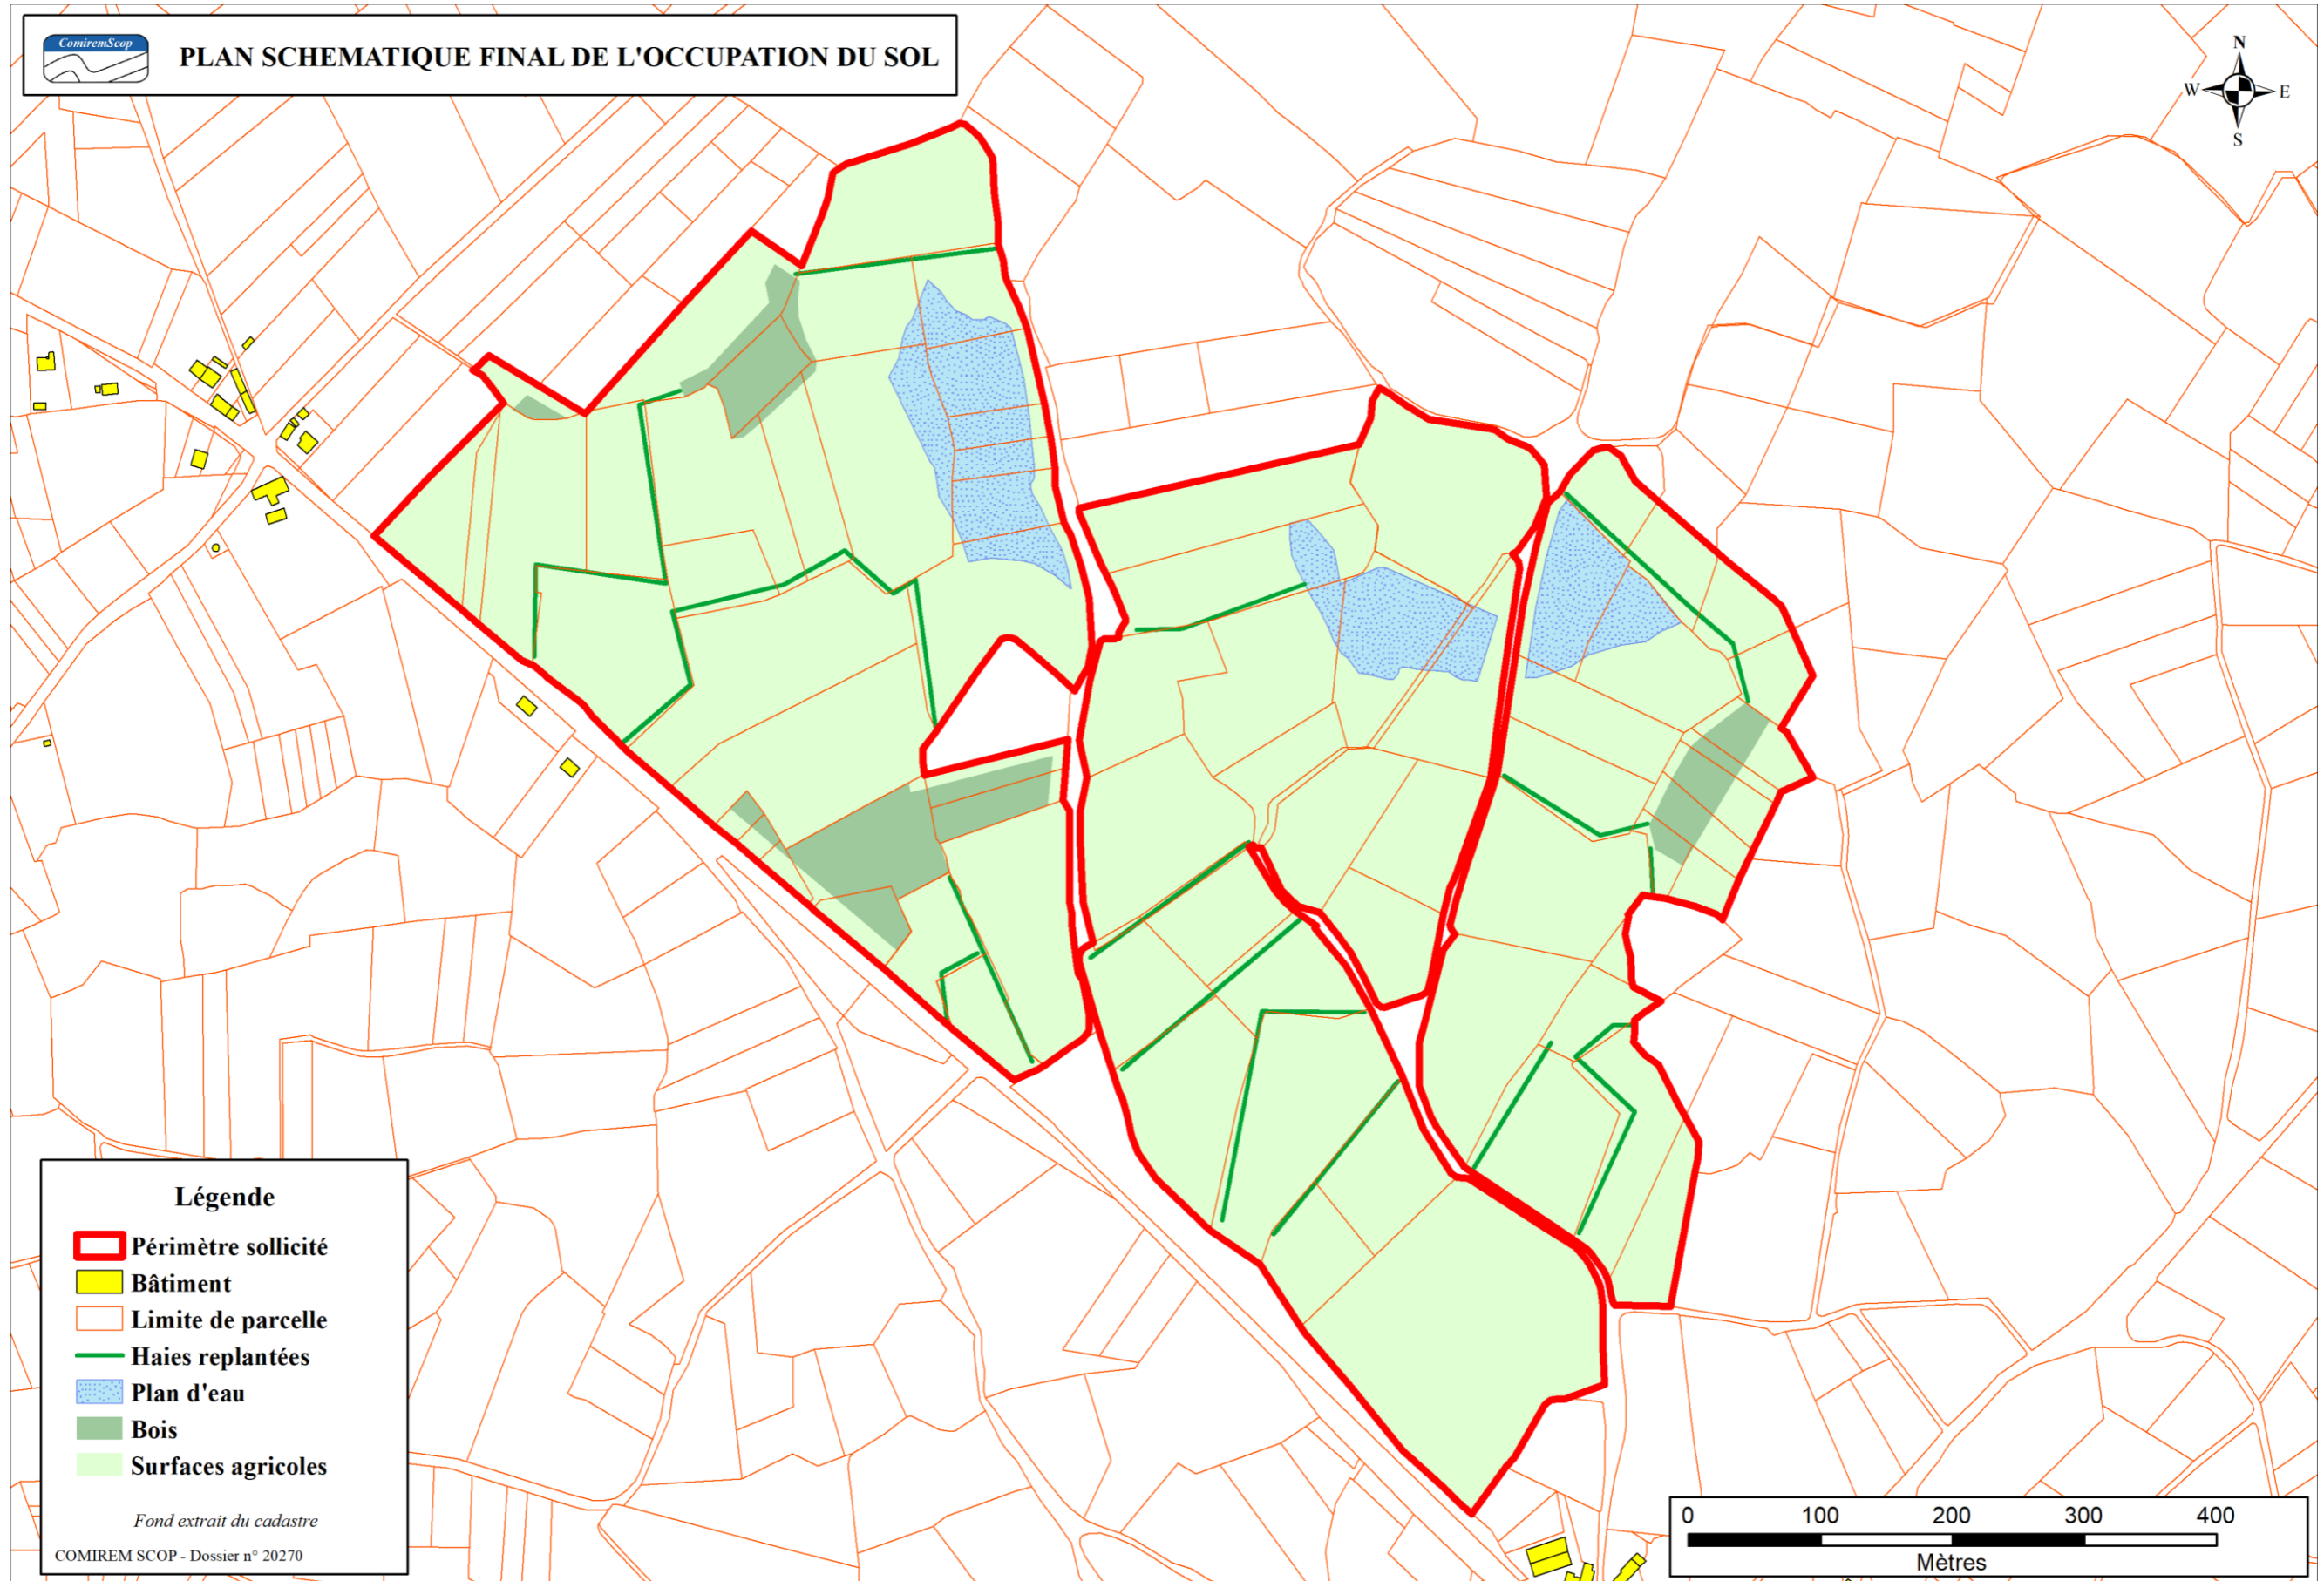 ComiremScop
PLAN SCHEMATIQUE FINAL DE L'OCCUPATION DU SOL
N
W E
S
Légende
Périmètre sollicité
Bâtiment
Limite de parcelle
Haies replantées
Plan d'eau
Bois
Surfaces agricoles
Fond extrait du cadastre
COMIREM SCOP - Dossier n° 20270
0 100 200 300 400
Mètres